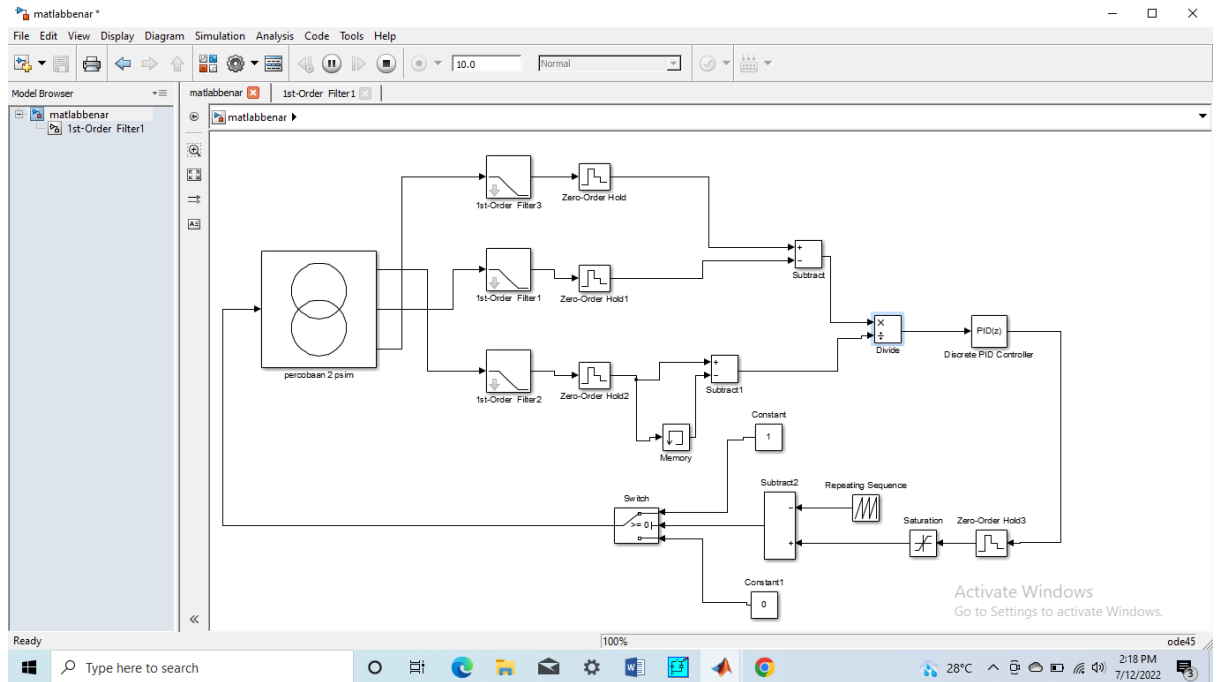 matlabbenar *
File Edit View Display Diagram Simulation Analysis Code Tools Help
10.0 Normal
Model Browser
matlabbenar 1st-Order Filter1
matlabbenar
1st-Order Filter1
matlabbenar
1st-Order Filter3
Zero-Order Hold
+
−
Subtract
1st-Order Filter1
Zero-Order Hold1
percobaan 2 psim
×
÷
Divide
PID(z)
Discrete PID Controller
1st-Order Filter2
Zero-Order Hold2
+
−
Subtract1
Memory
Constant
1
Switch
>= 0
Subtract2
−
+
Repeating Sequence
Saturation
Zero-Order Hold3
Constant1
0
Activate Windows
Go to Settings to activate Windows.
Ready 100% ode45
Type here to search
28°C
2:18 PM
7/12/2022
3